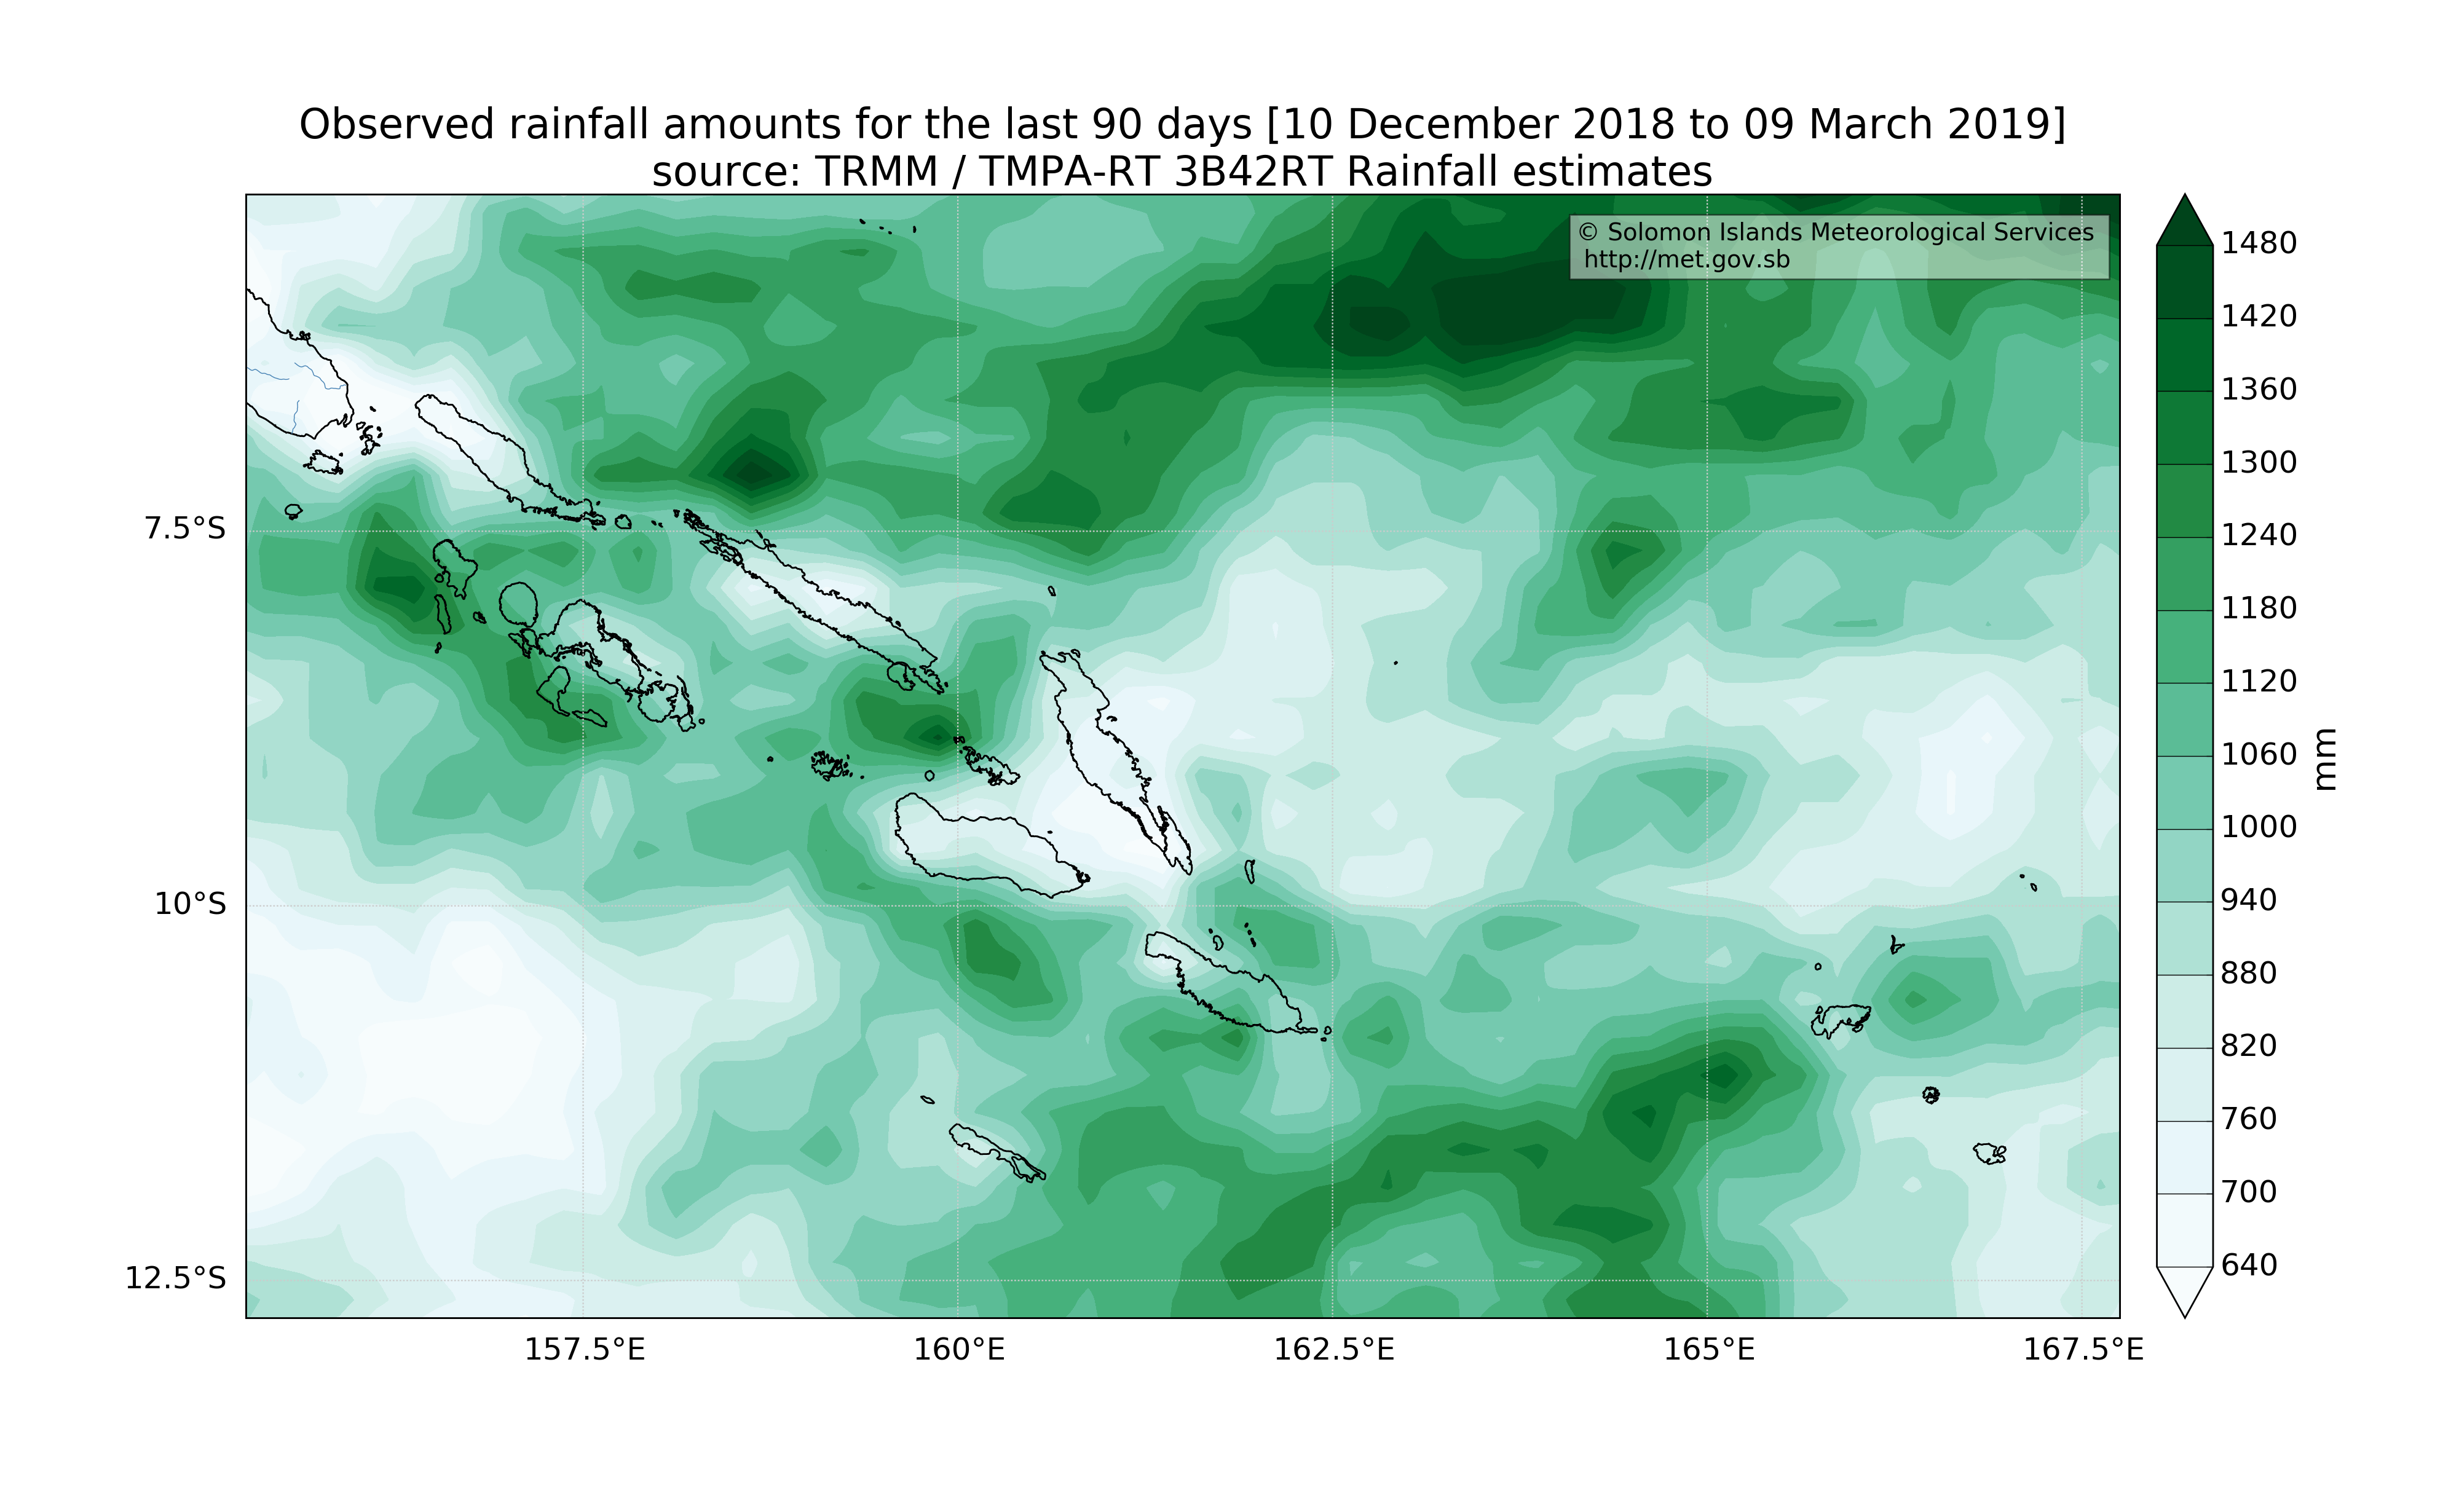 Observed rainfall amounts for the last 90 days [10 December 2018 to 09 March 2019]
source: TRMM / TMPA-RT 3B42RT Rainfall estimates
© Solomon Islands Meteorological Services
http://met.gov.sb
7.5°S
10°S
12.5°S
157.5°E
160°E
162.5°E
165°E
167.5°E
1480
1420
1360
1300
1240
1180
1120
1060
1000
940
880
820
760
700
640
mm